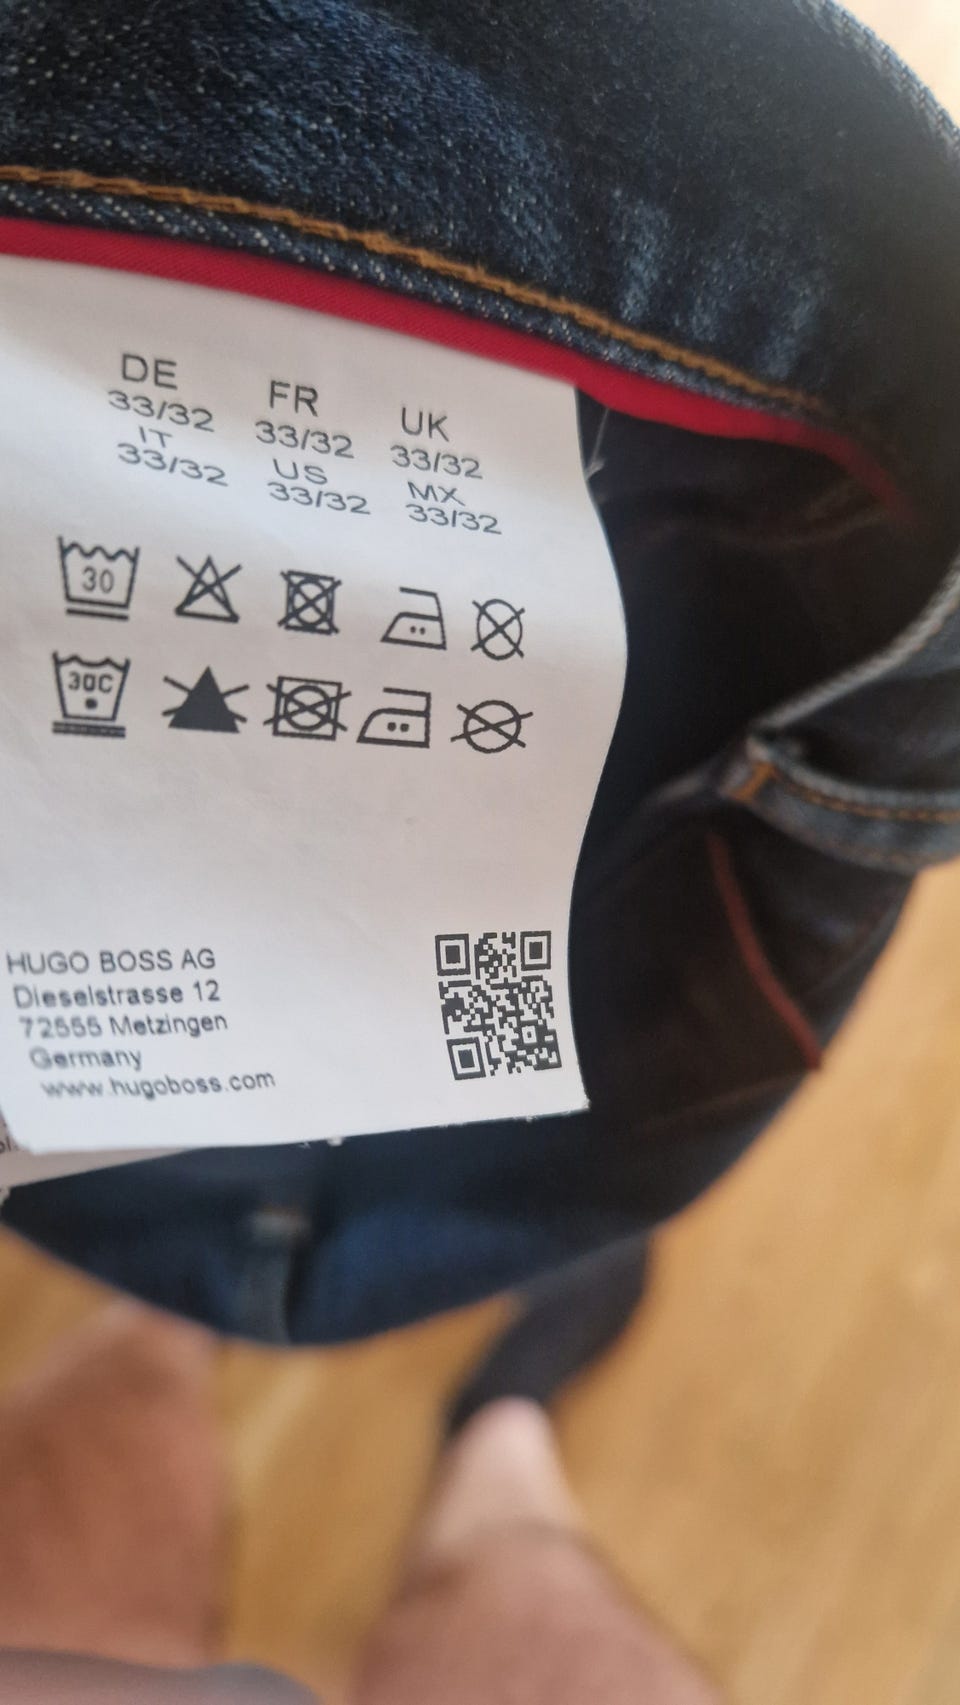 DE FR UK
33/32 33/32 33/32
IT US MX
33/32 33/32 33/32
30
30C
HUGO BOSS AG
Dieselstrasse 12
72555 Metzingen
Germany
www.hugoboss.com